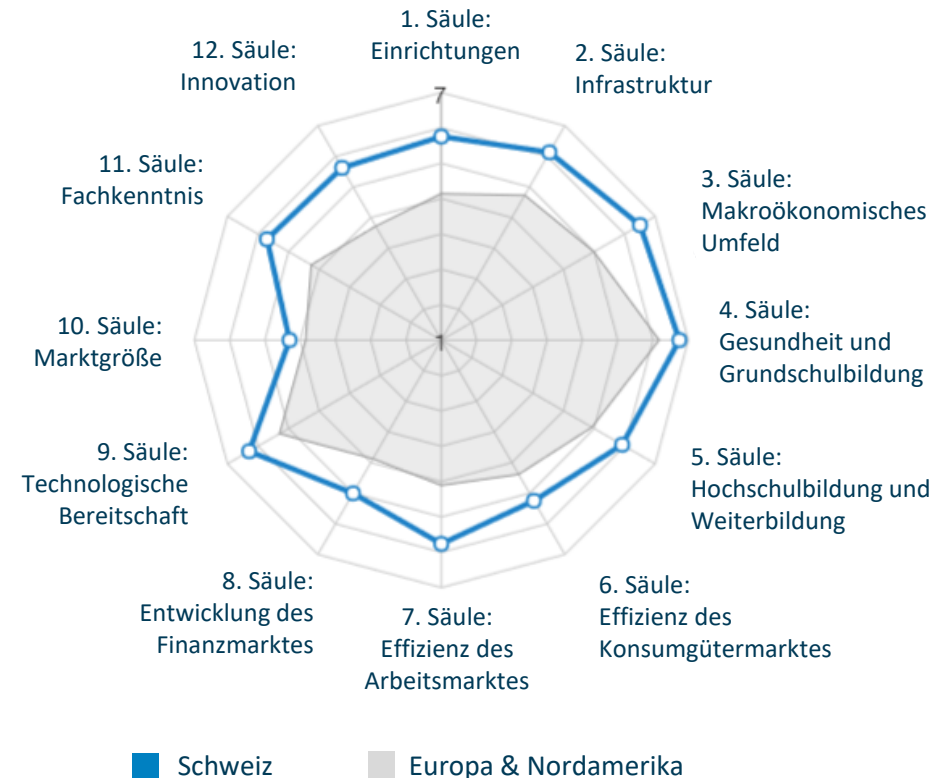 1. Säule:
Einrichtungen
2. Säule:
Infrastruktur
3. Säule:
Makroökonomisches
Umfeld
4. Säule:
Gesundheit und
Grundschulbildung
5. Säule:
Hochschulbildung und
Weiterbildung
6. Säule:
Effizienz des
Konsumgütermarktes
7. Säule:
Effizienz des
Arbeitsmarktes
8. Säule:
Entwicklung des
Finanzmarktes
9. Säule:
Technologische
Bereitschaft
10. Säule:
Marktgröße
11. Säule:
Fachkenntnis
12. Säule:
Innovation
7
1
Schweiz
Europa & Nordamerika